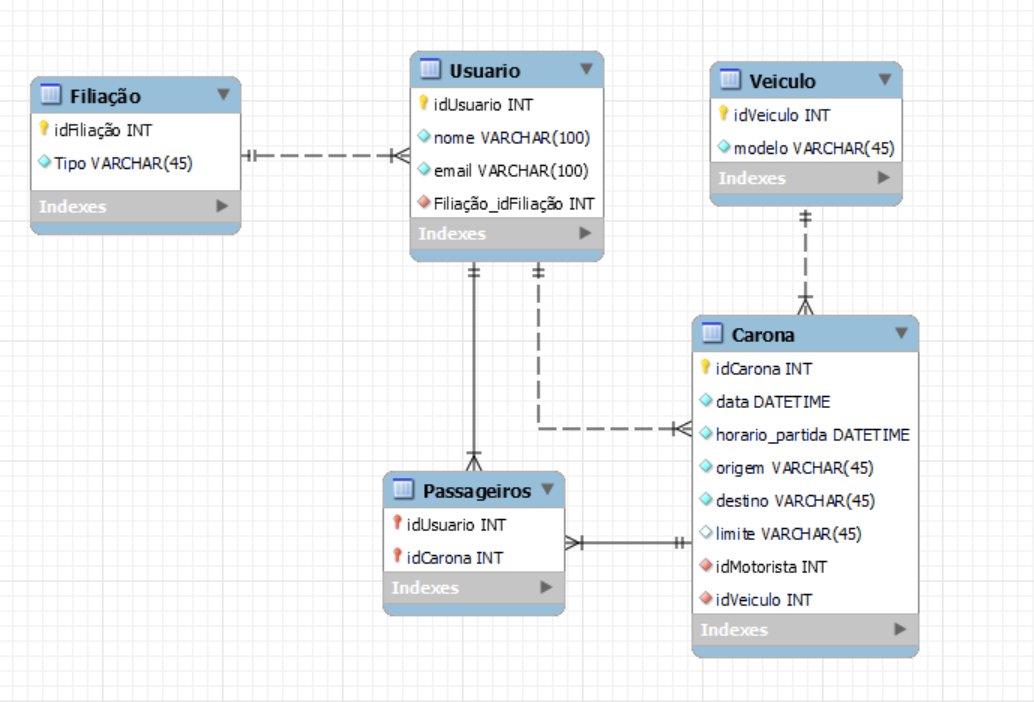 Filiação
idFiliação INT
Tipo VARCHAR(45)
Indexes
Usuario
idUsuario INT
nome VARCHAR(100)
email VARCHAR(100)
Filiação_idFiliação INT
Indexes
Veiculo
idVeiculo INT
modelo VARCHAR(45)
Indexes
Passageiros
idUsuario INT
idCarona INT
Indexes
Carona
idCarona INT
data DATETIME
horario_partida DATETIME
origem VARCHAR(45)
destino VARCHAR(45)
limite VARCHAR(45)
idMotorista INT
idVeiculo INT
Indexes